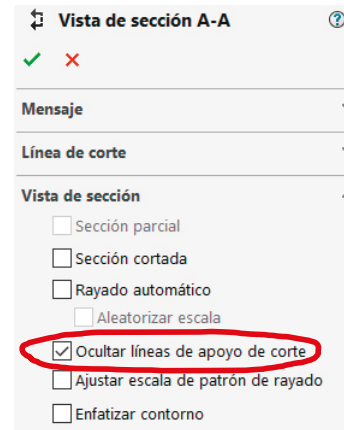 Vista de sección A-A
Mensaje
Línea de corte
Vista de sección
Sección parcial
Sección cortada
Rayado automático
Aleatorizar escala
Ocultar líneas de apoyo de corte
Ajustar escala de patrón de rayado
Enfatizar contorno